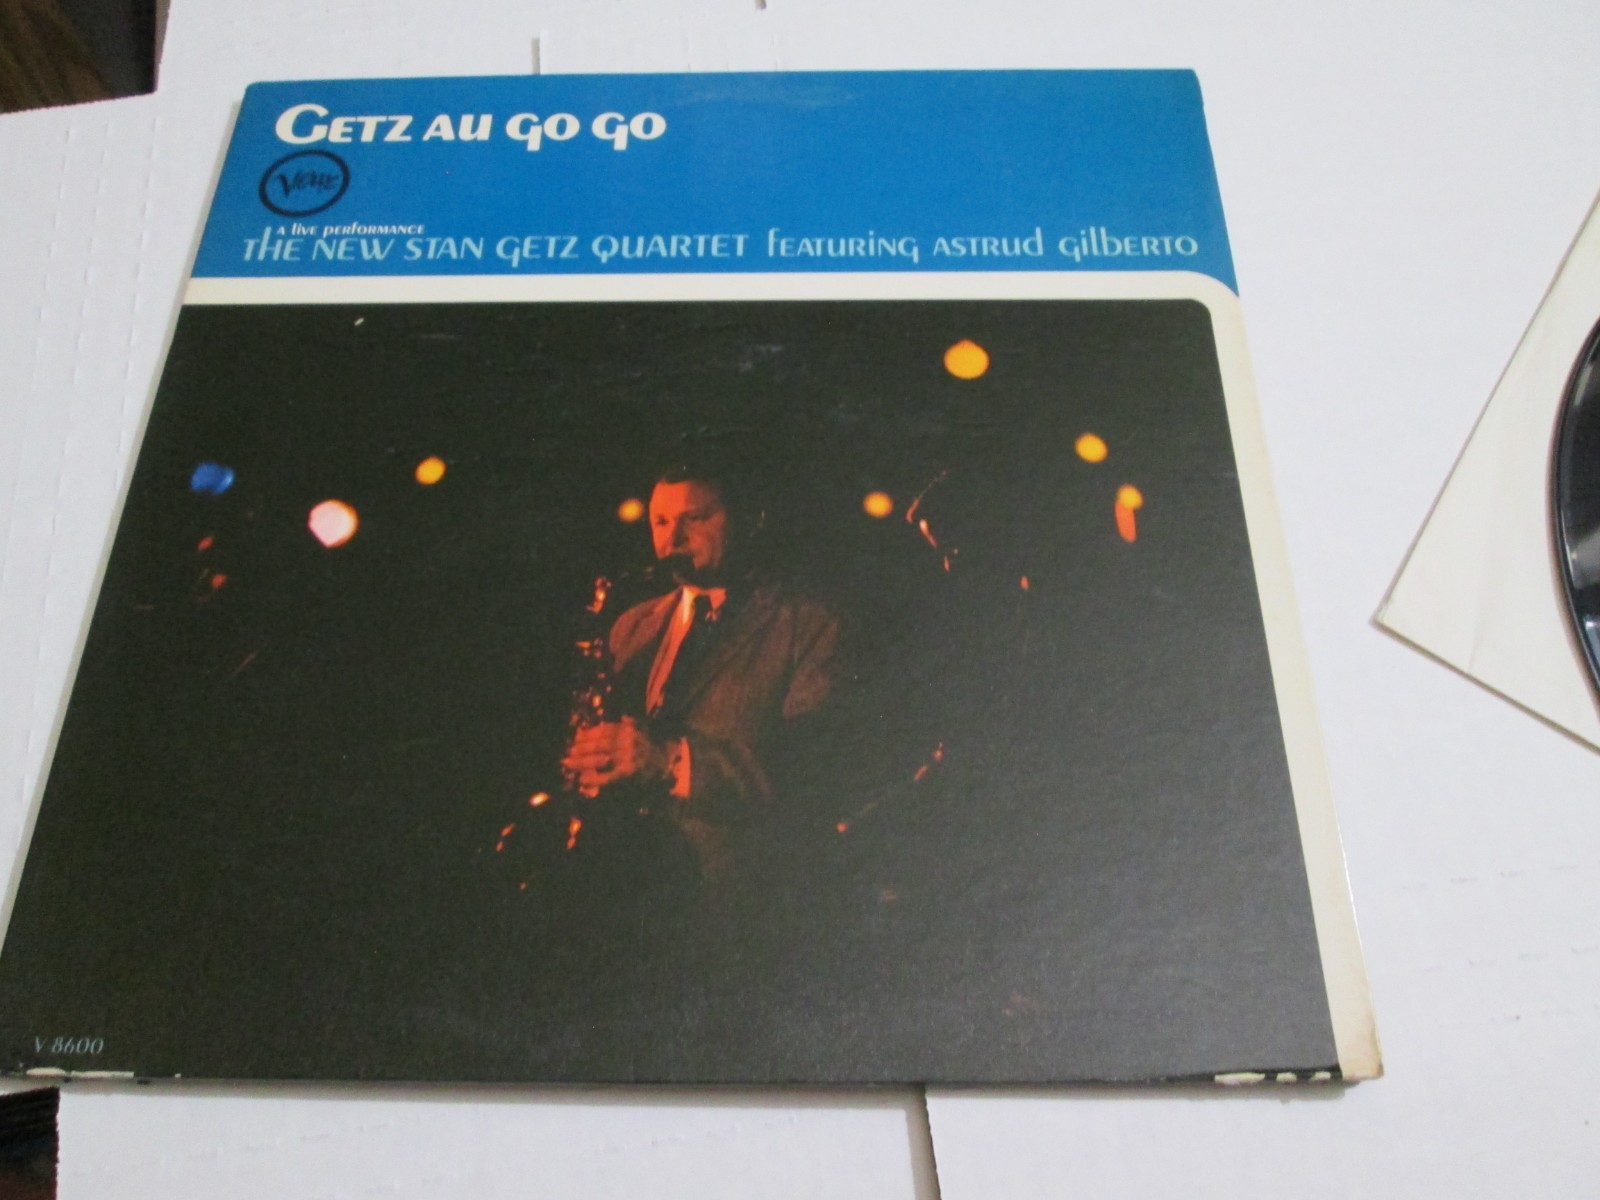 GETZ AU GO GO
Verve
A live PERFORMANCE
THE NEW STAN GETZ QUARTET FEATURING ASTRUD GILBERTO
V 8600